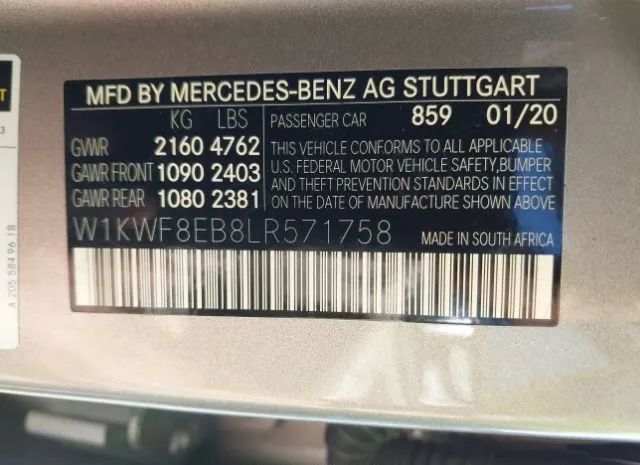 MFD BY MERCEDES-BENZ AG STUTTGART
KG LBS PASSENGER CAR 859 01/20
GVWR 2160 4762
GAWR FRONT 1090 2403
GAWR REAR 1080 2381
THIS VEHICLE CONFORMS TO ALL APPLICABLE
U.S. FEDERAL MOTOR VEHICLE SAFETY,BUMPER
AND THEFT PREVENTION STANDARDS IN EFFECT
ON THE DATE OF MANUFACTURE SHOWN ABOVE
W1KWF8EB8LR571758 MADE IN SOUTH AFRICA
A 205 584 96 18